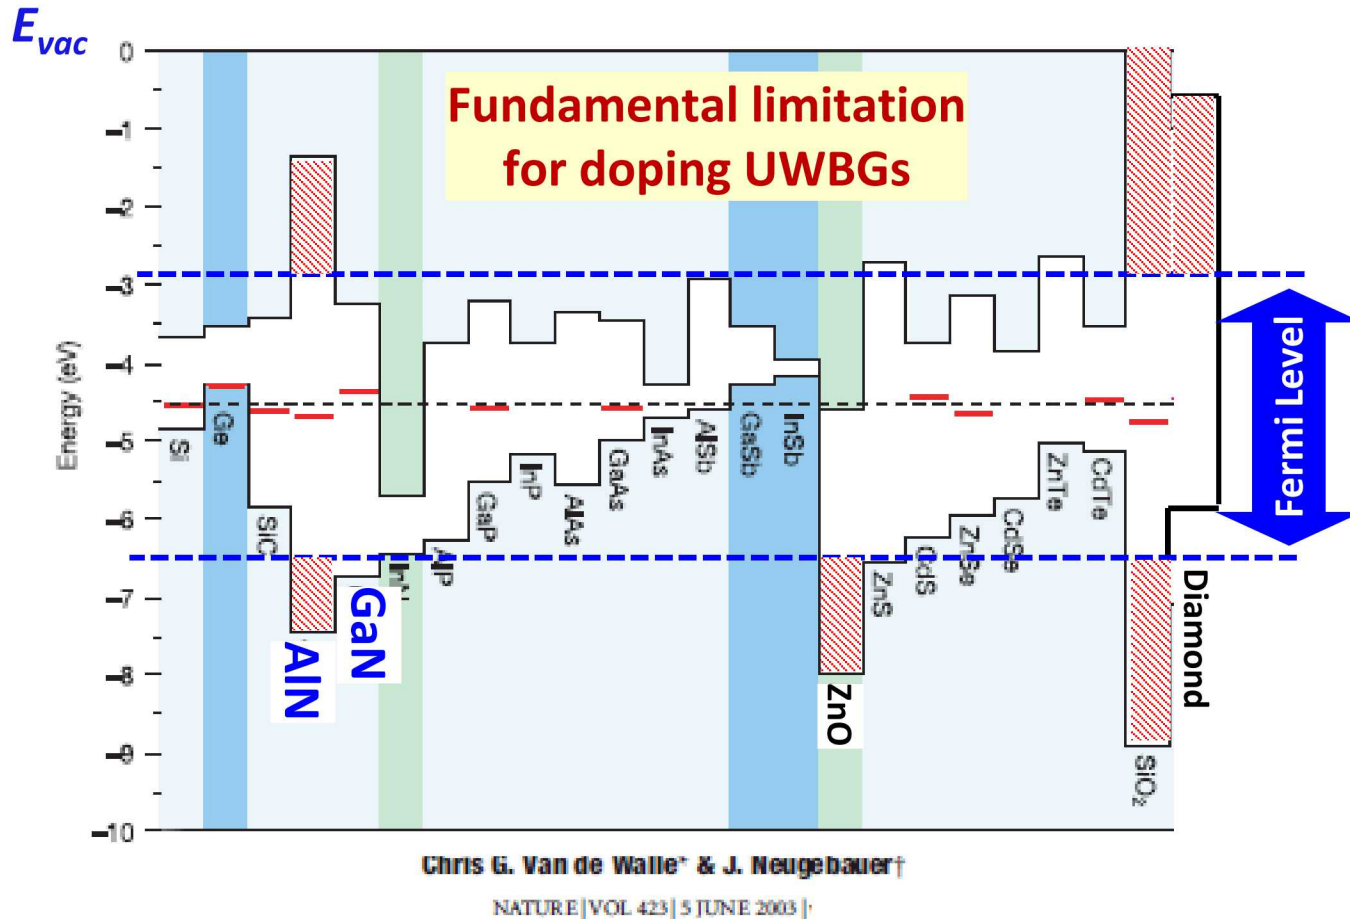 Evac
Fundamental limitation
for doping UWBGs
0
–1
–2
–3
–4
–5
–6
–7
–8
–9
–10
Energy (eV)
Si
Ge
SiC
AlN
GaN
InN
AlP
GaP
InP
AlAs
GaAs
InAs
AlSb
GaSb
InSb
ZnO
ZnS
CdS
ZnSe
CdSe
ZnTe
CdTe
SiO₂
Diamond
Fermi Level
Chris G. Van de Walle* & J. Neugebauer†
NATURE | VOL 423 | 5 JUNE 2003 |